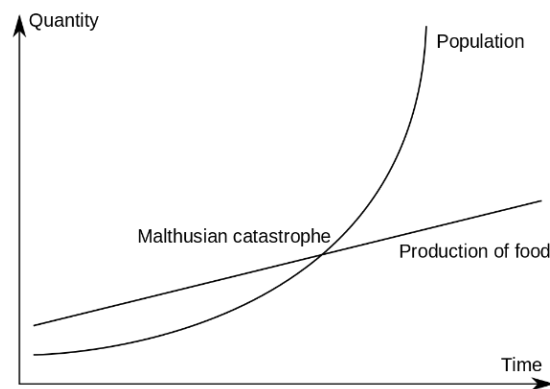 Quantity
Population
Malthusian catastrophe
Production of food
Time